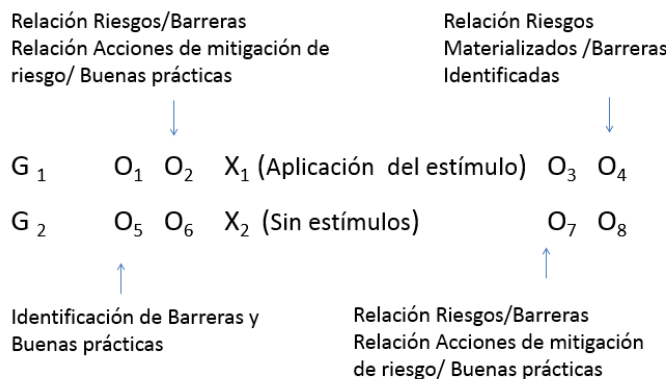 Relación Riesgos/Barreras
Relación Acciones de mitigación de
riesgo/ Buenas prácticas
Relación Riesgos
Materializados /Barreras
Identificadas
G 1 O1 O2 X1 (Aplicación del estímulo) O3 O4
G 2 O5 O6 X2 (Sin estímulos) O7 O8
Identificación de Barreras y
Buenas prácticas
Relación Riesgos/Barreras
Relación Acciones de mitigación
de riesgo/ Buenas prácticas